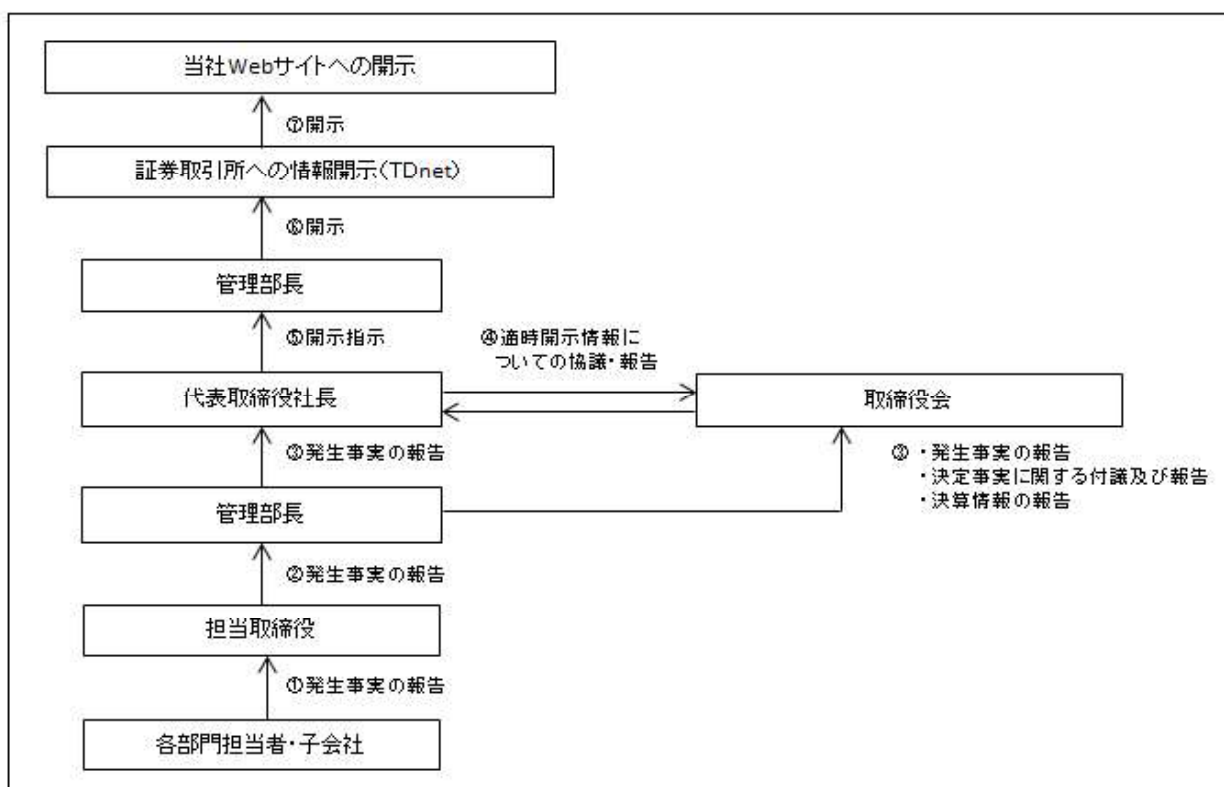 当社Webサイトへの開示
⑦開示
証券取引所への情報開示(TDnet)
⑥開示
管理部長
⑤開示指示
④適時開示情報に
ついての協議・報告
代表取締役社長
取締役会
③発生事実の報告
③ ・発生事実の報告
・決定事実に関する付議及び報告
・決算情報の報告
管理部長
②発生事実の報告
担当取締役
①発生事実の報告
各部門担当者・子会社